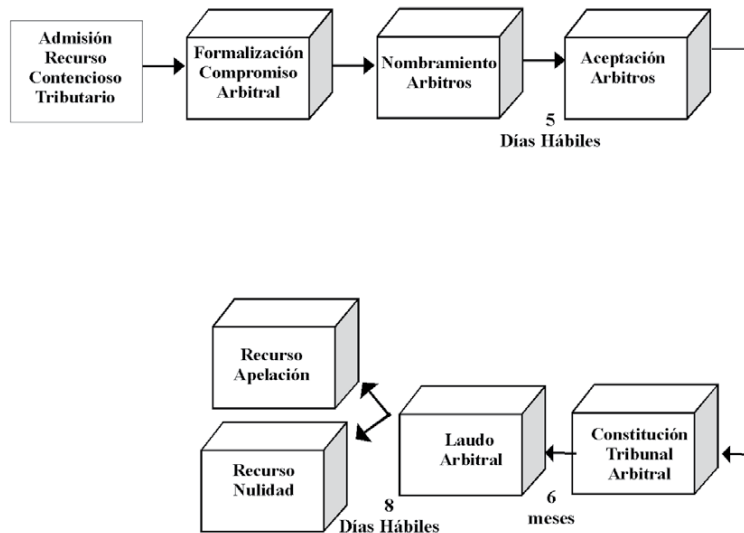 Admisión
Recurso
Contencioso
Tributario
Formalización
Compromiso
Arbitral
Nombramiento
Arbitros
Aceptación
Arbitros
5
Días Hábiles
Constitución
Tribunal
Arbitral
6
meses
Laudo
Arbitral
8
Días Hábiles
Recurso
Apelación
Recurso
Nulidad